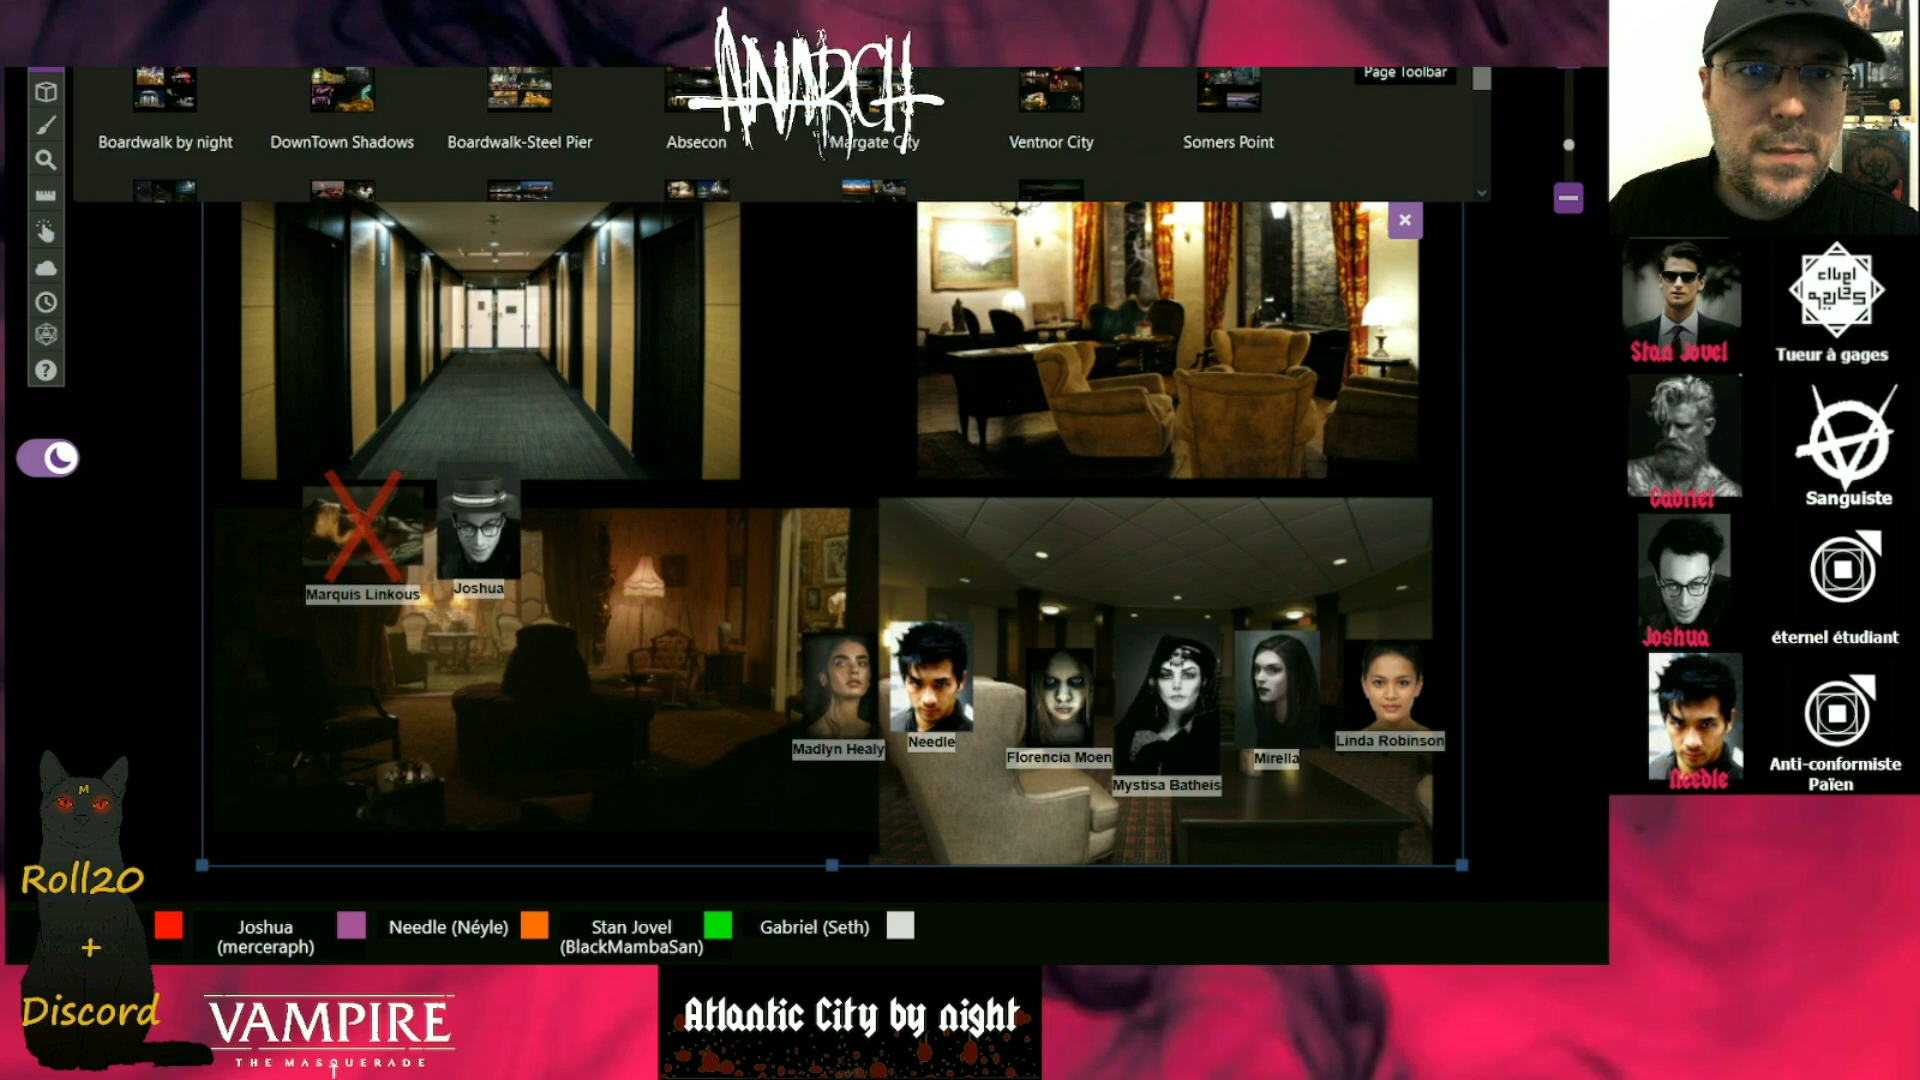 ANARCH
Page Toolbar
Boardwalk by night
DownTown Shadows
Boardwalk-Steel Pier
Absecon
Margate City
Ventnor City
Somers Point
Stan Jovel
Tueur à gages
Gabriel
Sanguiste
Joshua
éternel étudiant
Needle
Anti-conformiste
Païen
Marquis Linkous
Joshua
Madlyn Healy
Needle
Florencia Moen
Mystisa Batheis
Mirella
Linda Robinson
M
Roll20
+
Discord
Joshua
(merceraph)
Needle (Néyle)
Stan Jovel
(BlackMambaSan)
Gabriel (Seth)
VAMPIRE
THE MASQUERADE
Atlantic City by night